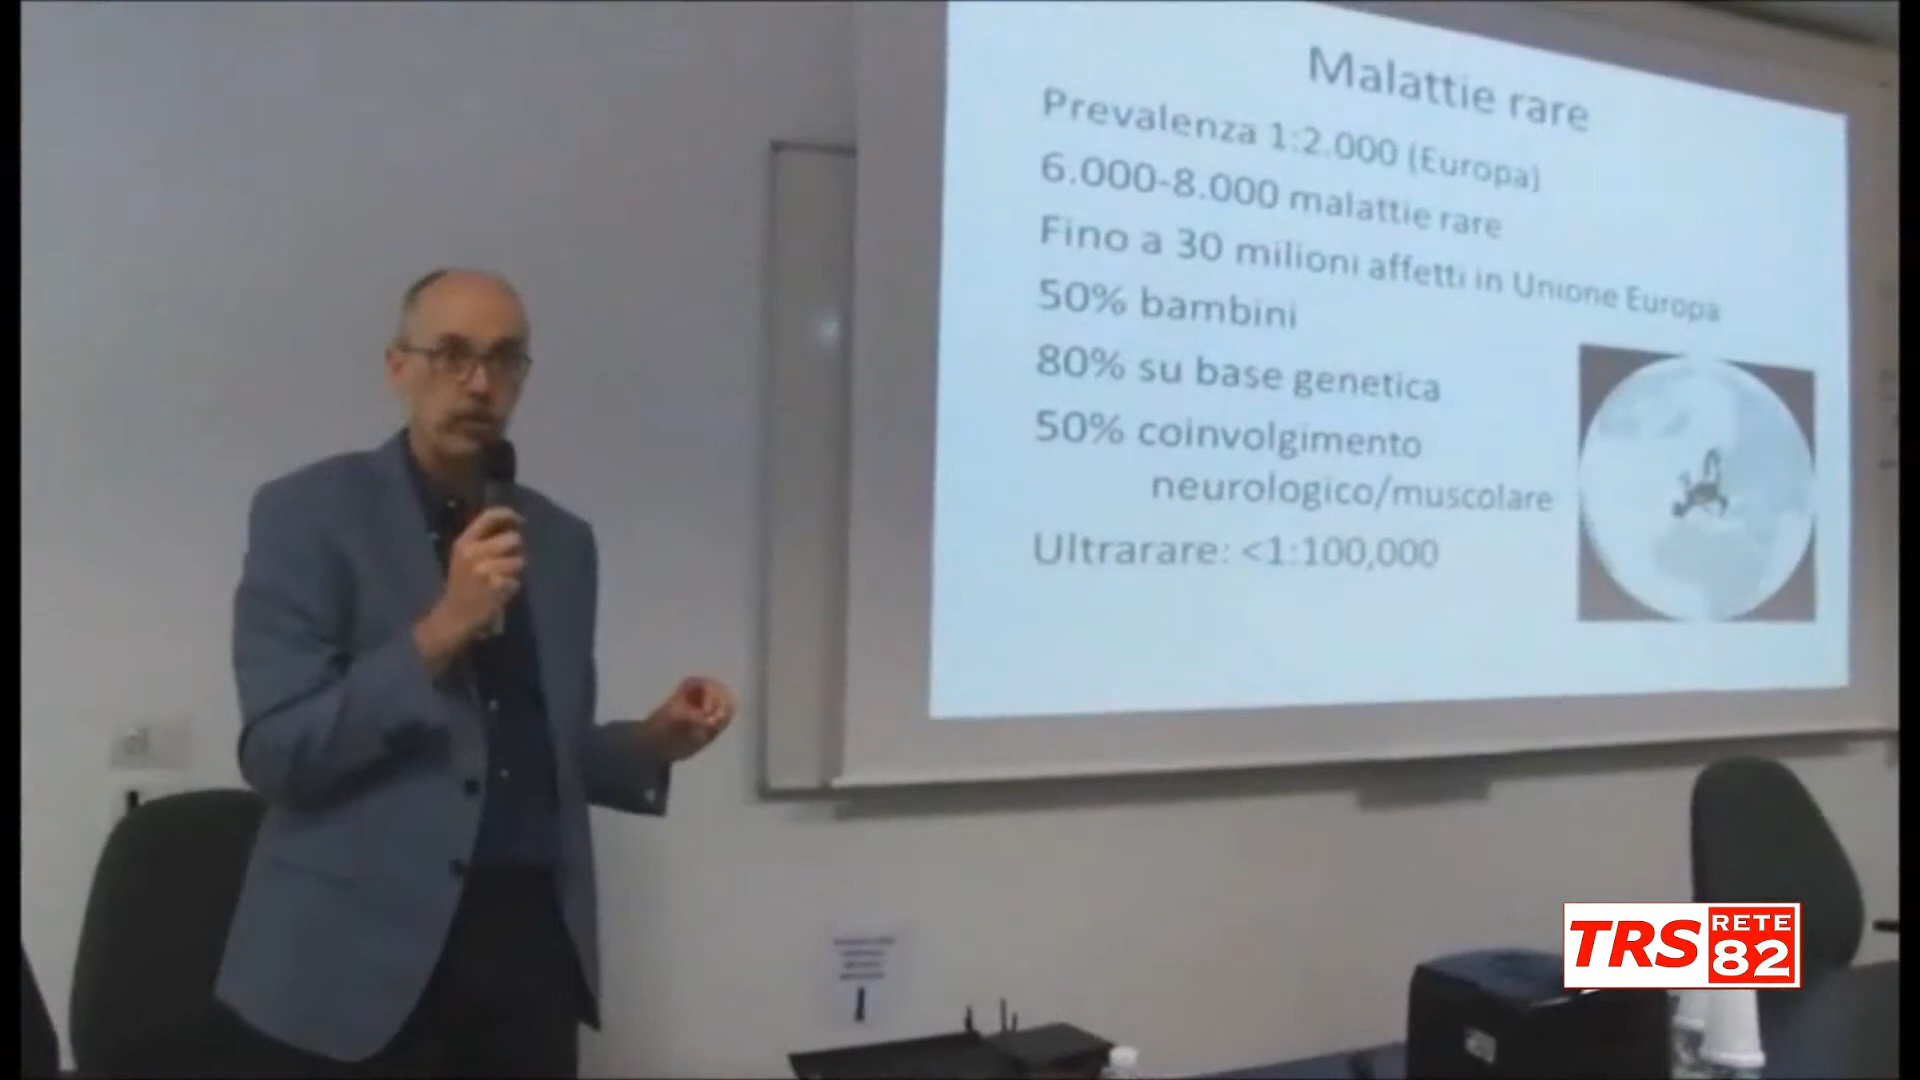 Malattie rare
Prevalenza 1:2.000 (Europa)
6.000-8.000 malattie rare
Fino a 30 milioni affetti in Unione Europa
50% bambini
80% su base genetica
50% coinvolgimento
neurologico/muscolare
Ultrarare: <1:100,000
TRS
RETE
82